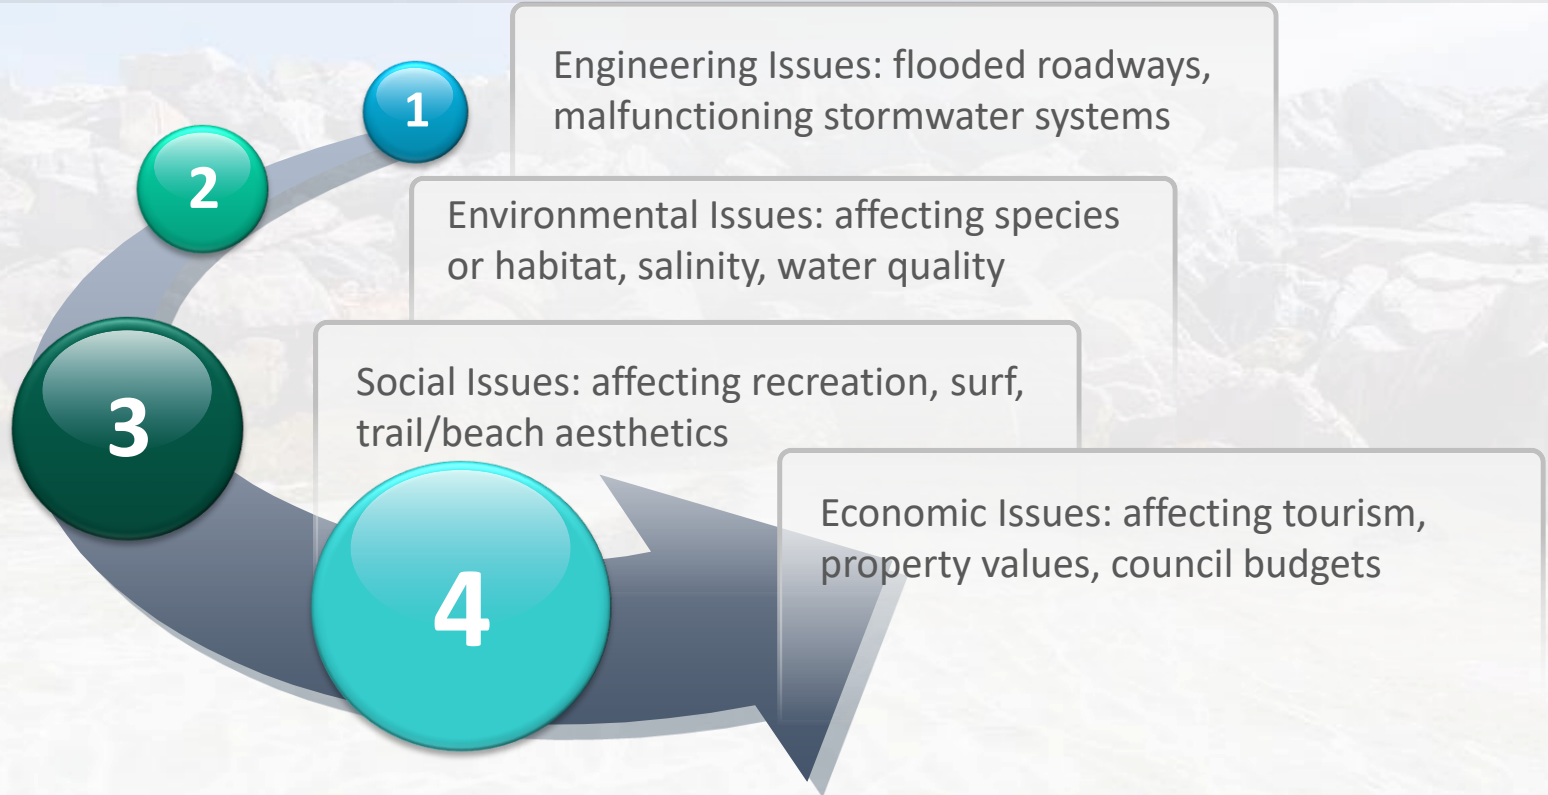 1
Engineering Issues: flooded roadways,
malfunctioning stormwater systems
2
Environmental Issues: affecting species
or habitat, salinity, water quality
3
Social Issues: affecting recreation, surf,
trail/beach aesthetics
4
Economic Issues: affecting tourism,
property values, council budgets